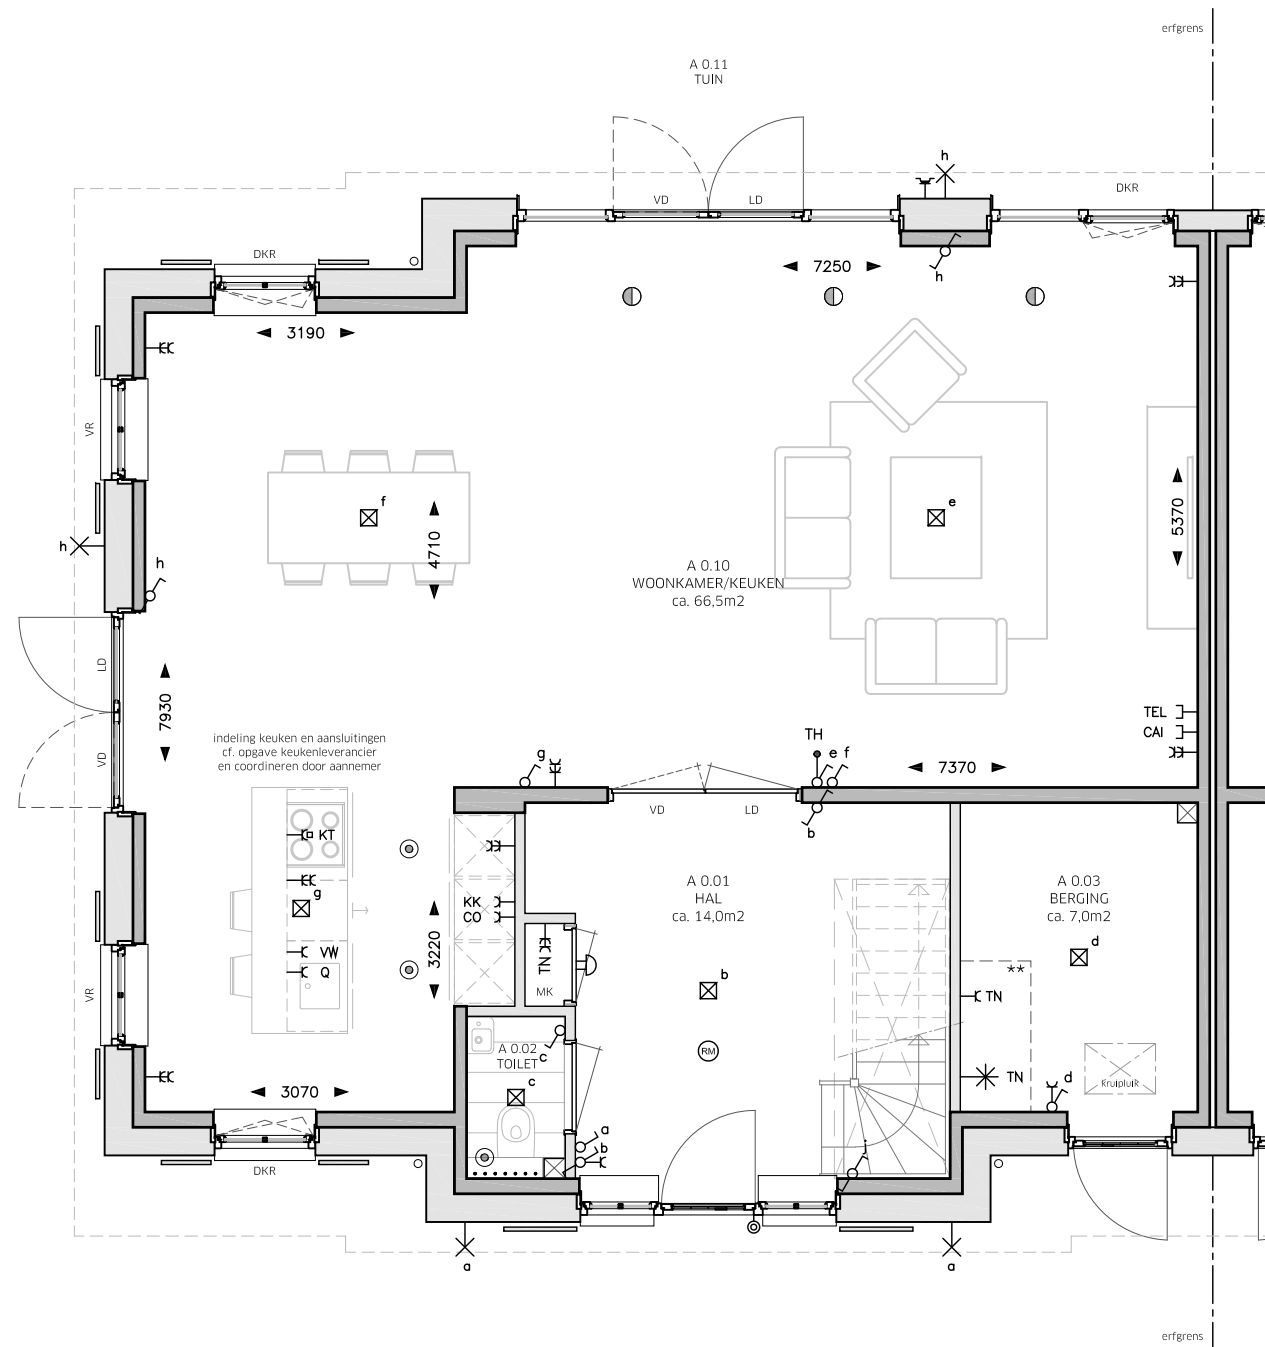 erfgrens
A 0.11
TUIN
h
VD
LD
DKR
DKR
7250
h
3190
VR
f
e
4710
5370
h
h
A 0.10
WOONKAMER/KEUKEN
ca. 66,5m2
LD
7930
VD
indeling keuken en aansluitingen
cf. opgave keukenleverancier
en coordineren door aannemer
TEL
CAI
TH
g
e f
7370
VD
LD
b
KT
g
A 0.01
HAL
ca. 14,0m2
A 0.03
BERGING
ca. 7,0m2
KK
CO
3220
VW
Q
TN
MK
b
d
**
TN
VR
RM
A 0.02
TOILET
c
c
TN
kruipluik
d
3070
a
b
j
DKR
a
a
erfgrens